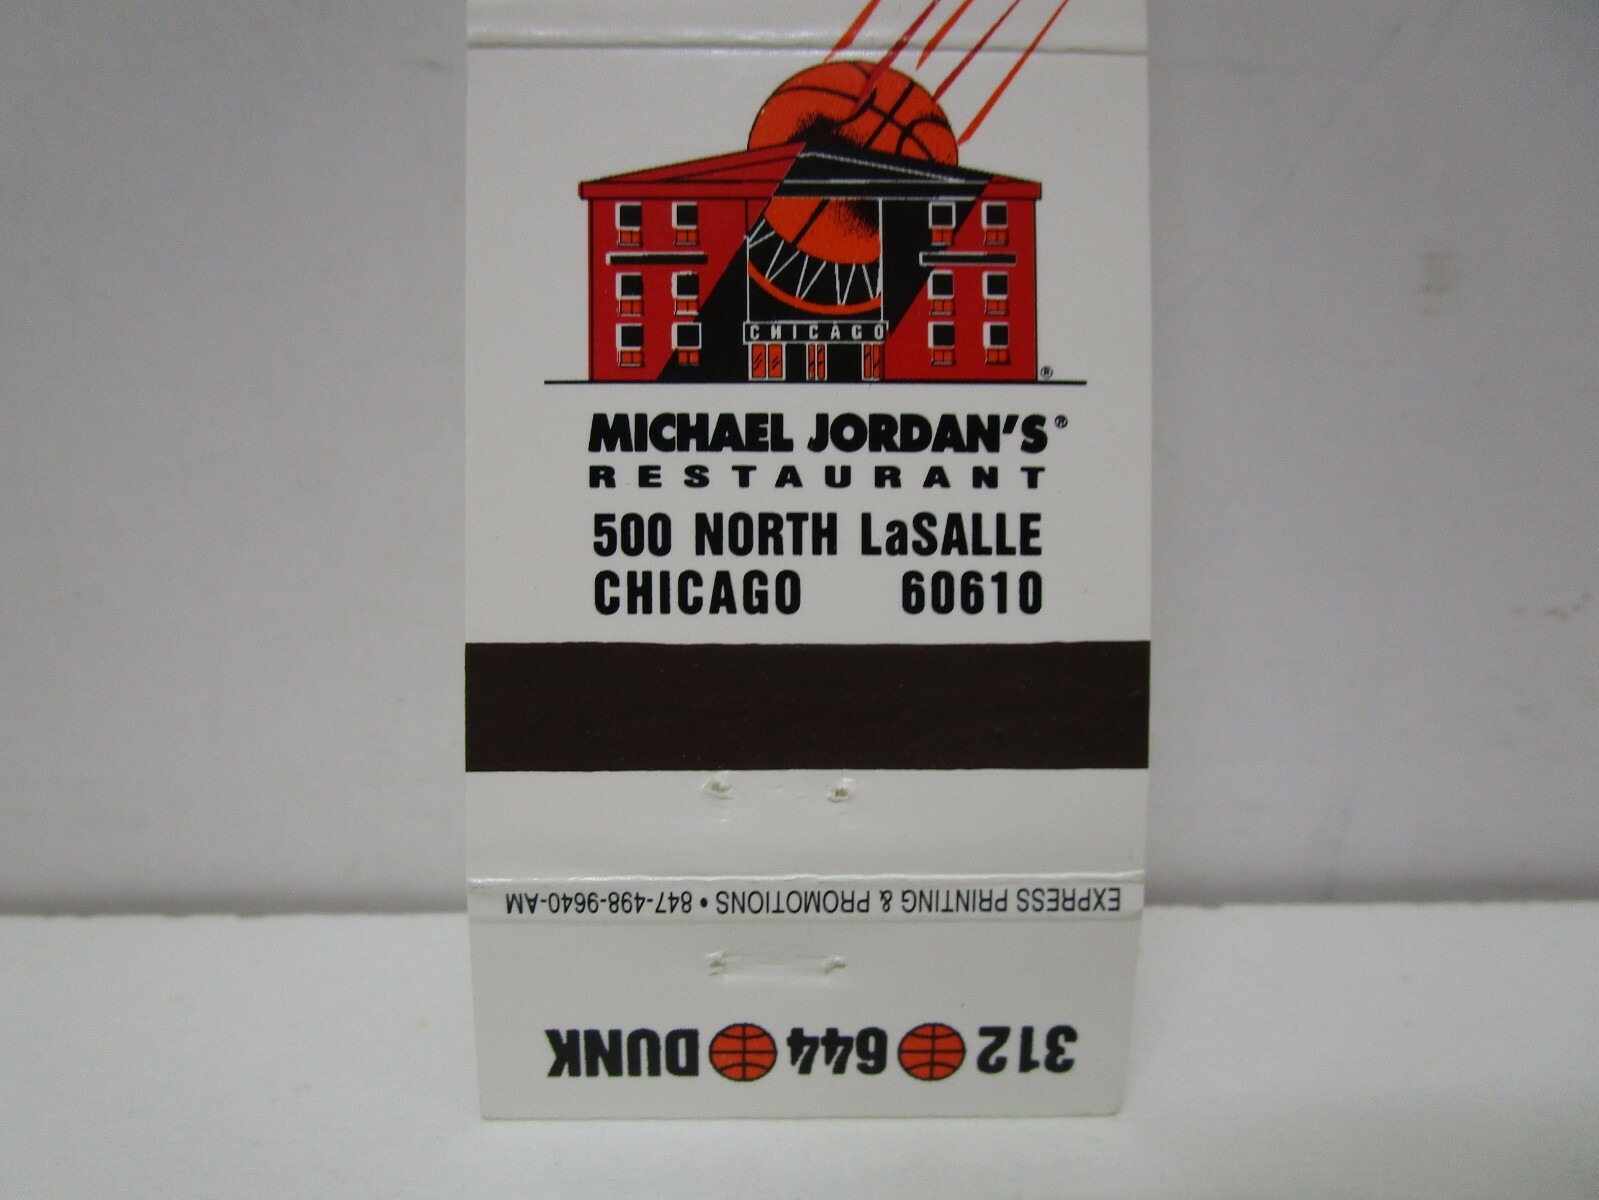 CHICAGO
®
MICHAEL JORDAN'S®
RESTAURANT
500 NORTH LaSALLE
CHICAGO 60610
EXPRESS PRINTING & PROMOTIONS • 847-498-9640-AM
312 644 DUNK